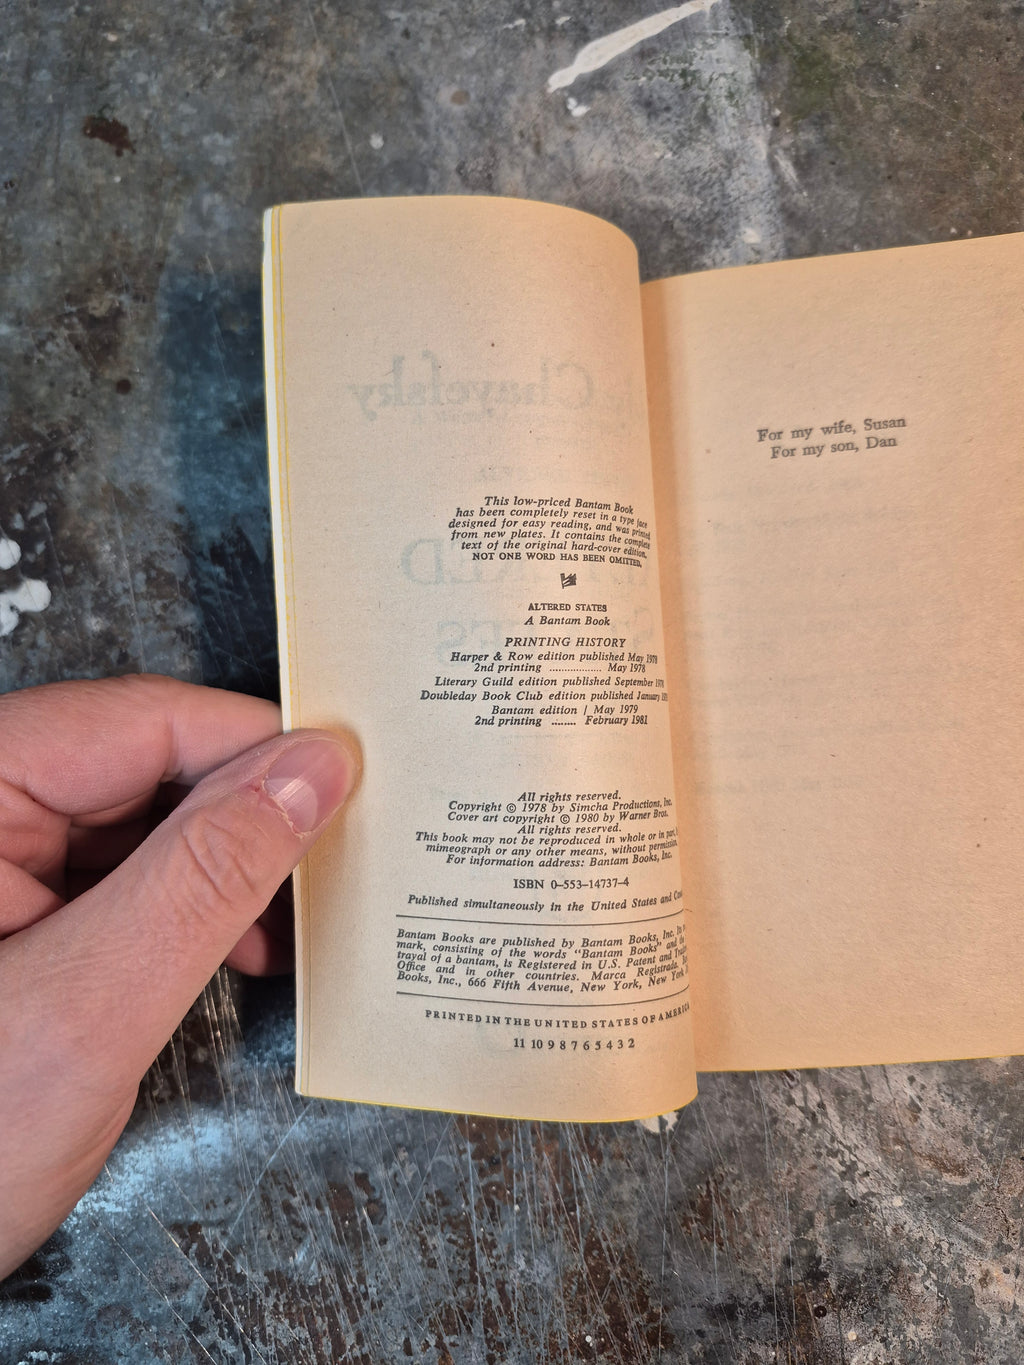 This low-priced Bantam Book
has been completely reset in a type face
designed for easy reading, and was printed
from new plates. It contains the complete
text of the original hard-cover edition.
NOT ONE WORD HAS BEEN OMITTED.
ALTERED STATES
A Bantam Book
PRINTING HISTORY
Harper & Row edition published May 1978
2nd printing .................. May 1978
Literary Guild edition published September 1978
Doubleday Book Club edition published January
Bantam edition / May 1979
2nd printing ........ February 1981
All rights reserved.
Copyright © 1978 by Simcha Productions, Inc.
Cover art copyright © 1980 by Warner Bros.
All rights reserved.
This book may not be reproduced in whole or in part,
mimeograph or any other means, without permission.
For information address: Bantam Books, Inc.
ISBN 0-553-14737-4
Published simultaneously in the United States and
Bantam Books are published by Bantam Books, Inc. Its
mark, consisting of the words "Bantam Books" and the
trayal of a bantam, is Registered in U.S. Patent and
Office and in other countries. Marca Registrada.
Books, Inc., 666 Fifth Avenue, New York, New York
PRINTED IN THE UNITED STATES OF AMERICA
11 10 9 8 7 6 5 4 3 2
For my wife, Susan
For my son, Dan